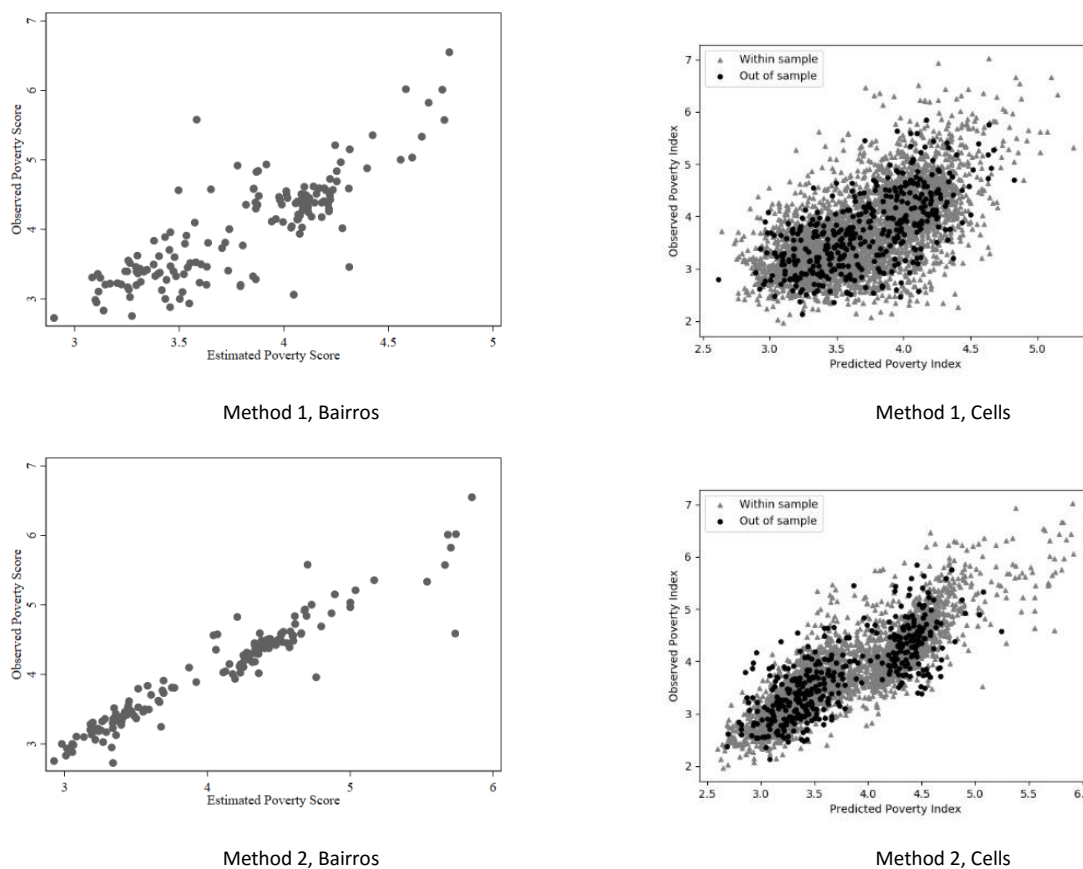 7
6
5
4
3
Observed Poverty Score
3
3.5
4
4.5
5
Estimated Poverty Score
Method 1, Bairros
Within sample
Out of sample
7
6
5
4
3
2
Observed Poverty Index
2.5
3.0
3.5
4.0
4.5
5.0
Predicted Poverty Index
Method 1, Cells
7
6
5
4
3
Observed Poverty Score
3
4
5
6
Estimated Poverty Score
Method 2, Bairros
Within sample
Out of sample
7
6
5
4
3
2
Observed Poverty Index
2.5
3.0
3.5
4.0
4.5
5.0
5.5
Predicted Poverty Index
Method 2, Cells